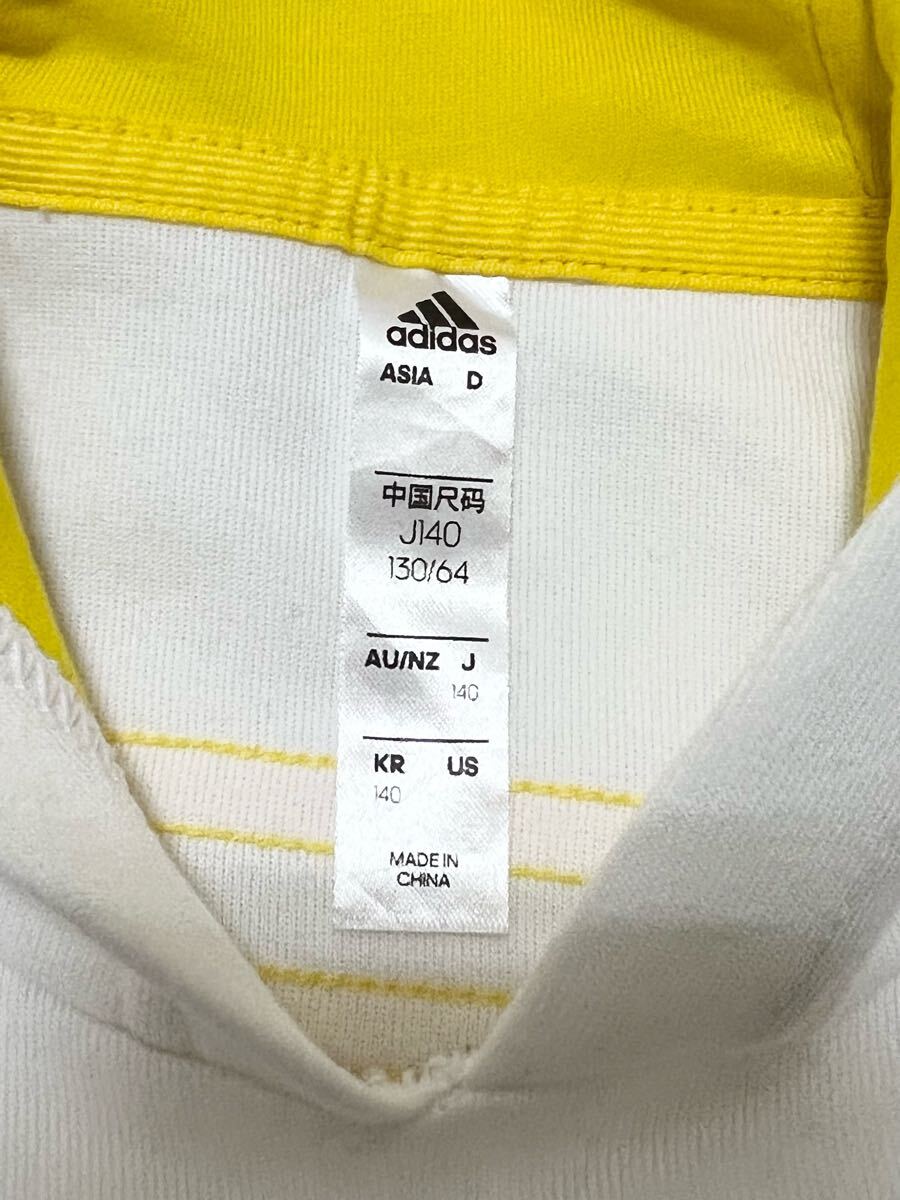 adidas
ASIA D
中国尺码
J140
130/64
AU/NZ J
140
KR US
140
MADE IN
CHINA